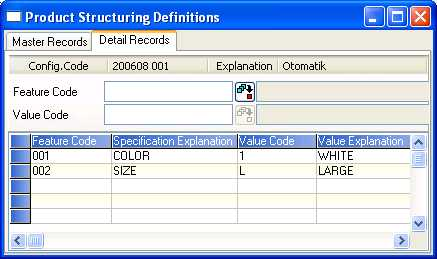 Product Structuring Definitions
Master Records Detail Records
Config.Code 200608 001 Explanation Otomatik
Feature Code
Value Code
Feature Code Specification Explanation Value Code Value Explanation
001 COLOR 1 WHITE
002 SIZE L LARGE